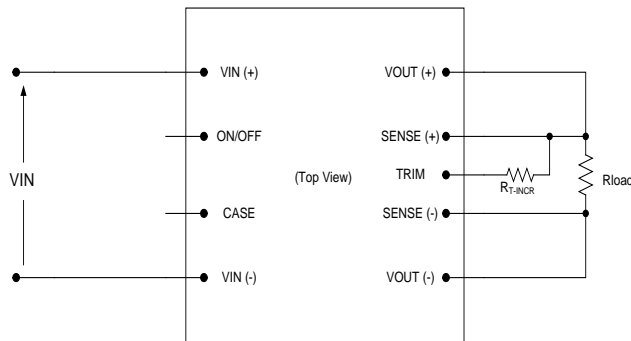 VIN (+)
VOUT (+)
ON/OFF
SENSE (+)
VIN
(Top View)
TRIM
RT-INCR
Rload
CASE
SENSE (-)
VIN (-)
VOUT (-)